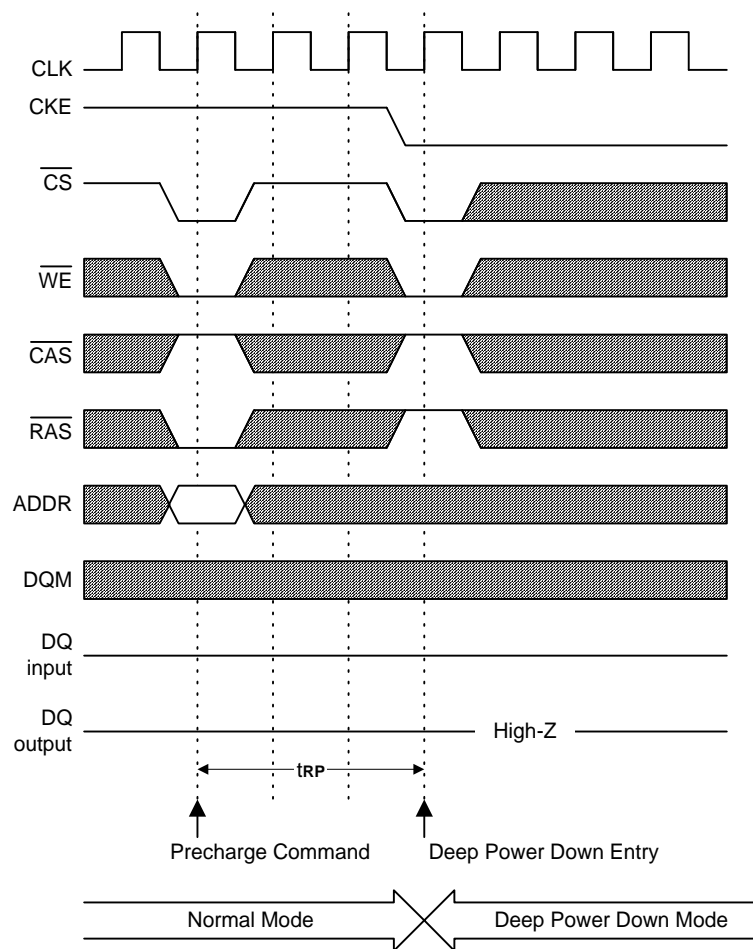 CLK
CKE
CS
WE
CAS
RAS
ADDR
DQM
DQ
input
DQ
output
High-Z
tRP
Precharge Command
Deep Power Down Entry
Normal Mode
Deep Power Down Mode